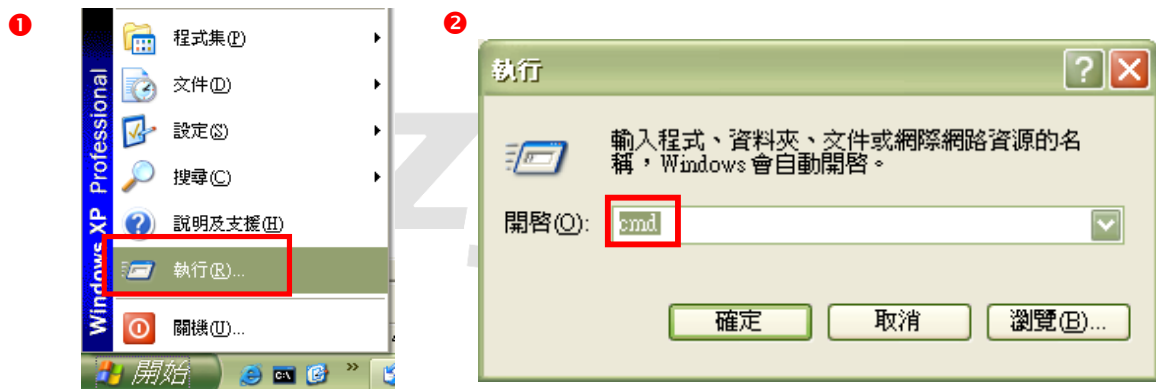 ❶
程式集(P)
文件(D)
設定(S)
搜尋(C)
說明及支援(H)
執行(R)...
關機(U)...
Windows XP Professional
開始
❷
執行
輸入程式、資料夾、文件或網際網路資源的名
稱，Windows 會自動開啓。
開啓(O):
cmd
確定
取消
瀏覽(B)...